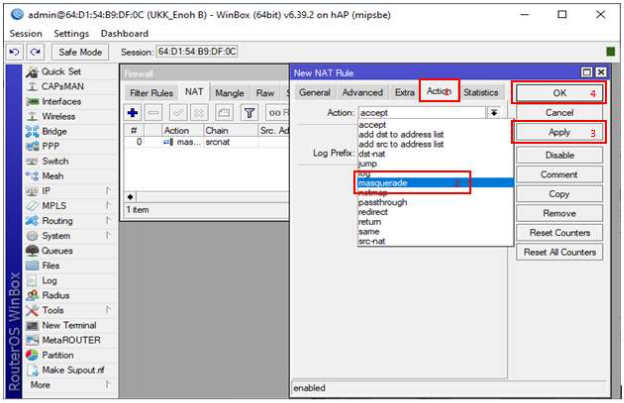 admin@64:D1:54:B9:DF:0C (UKK_Enoh B) - WinBox (64bit) v6.39.2 on hAP (mipsbe)
Session Settings Dashboard
Safe Mode Session: 64:D1:54:B9:DF:0C
Quick Set
CAPsMAN
Interfaces
Wireless
Bridge
PPP
Switch
Mesh
IP
MPLS
Routing
System
Queues
Files
Log
Radius
Tools
New Terminal
MetaROUTER
Partition
Make Supout.rif
More
RouterOS WinBox
Firewall
Filter Rules NAT Mangle Raw
# Action Chain Src. Ad
0 mas... srcnat
1 item
New NAT Rule
General Advanced Extra Action Statistics
Action: accept
accept
add dst to address list
add src to address list
Log Prefix: dst-nat
jump
log
masquerade
netmap
passthrough
redirect
return
same
src-nat
OK 4
Cancel
Apply 3
Disable
Comment
Copy
Remove
Reset Counters
Reset All Counters
enabled